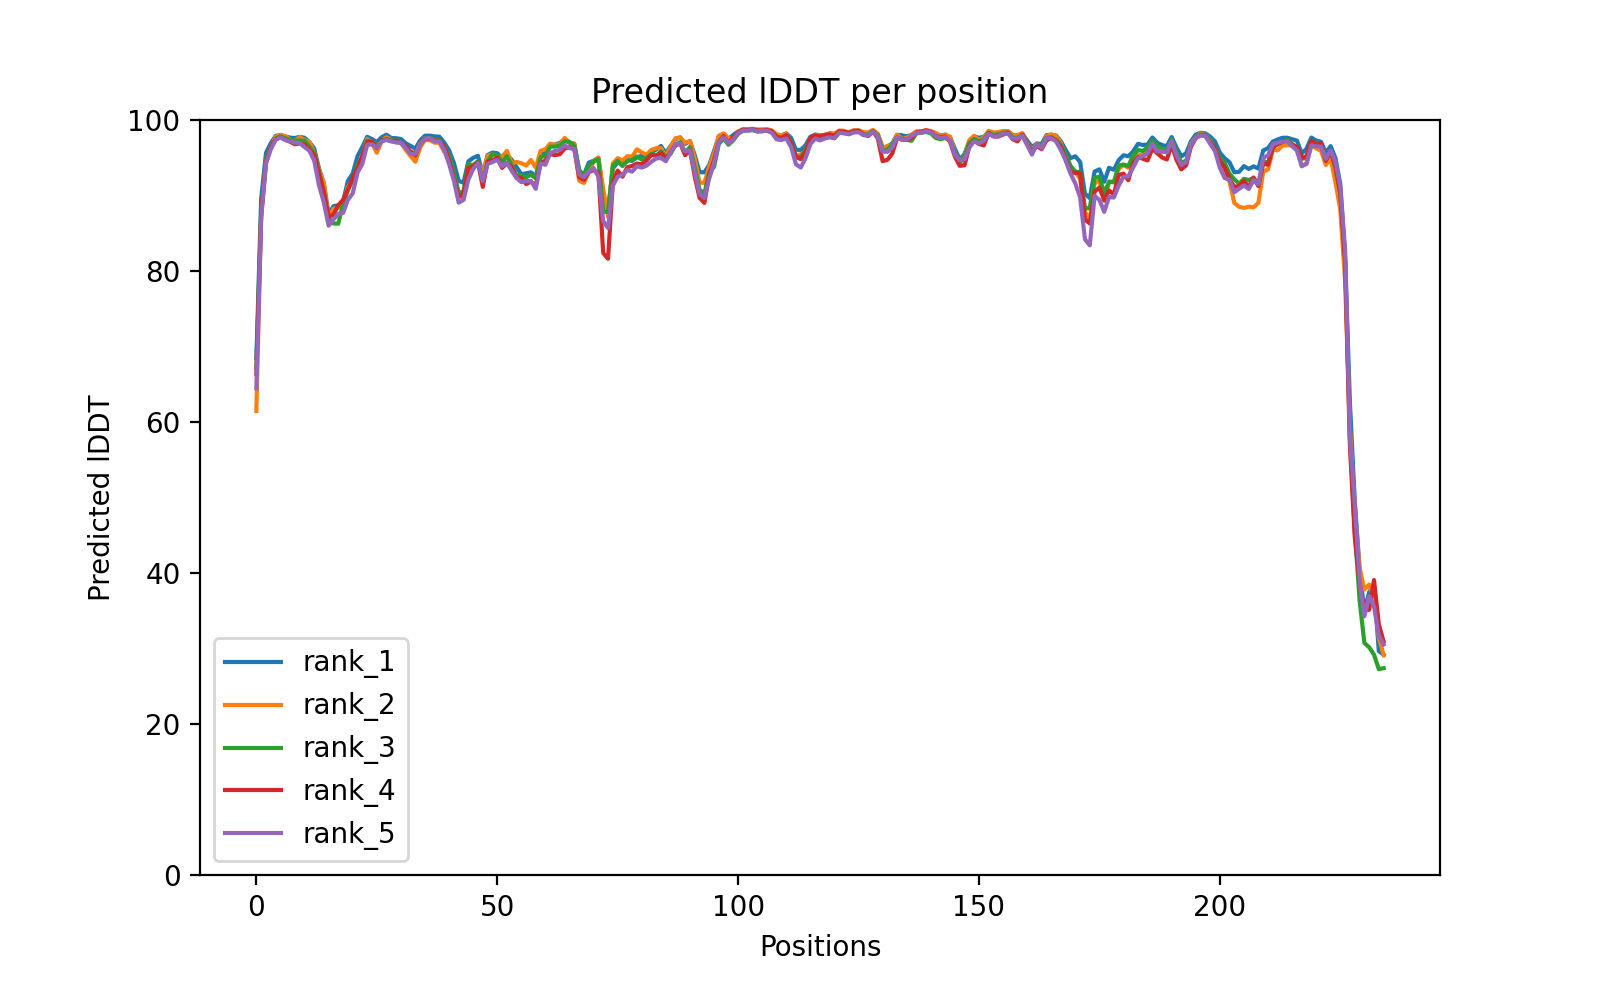 Predicted lDDT per position
100
80
60
40
20
0
Predicted lDDT
rank_1
rank_2
rank_3
rank_4
rank_5
0 50 100 150 200
Positions